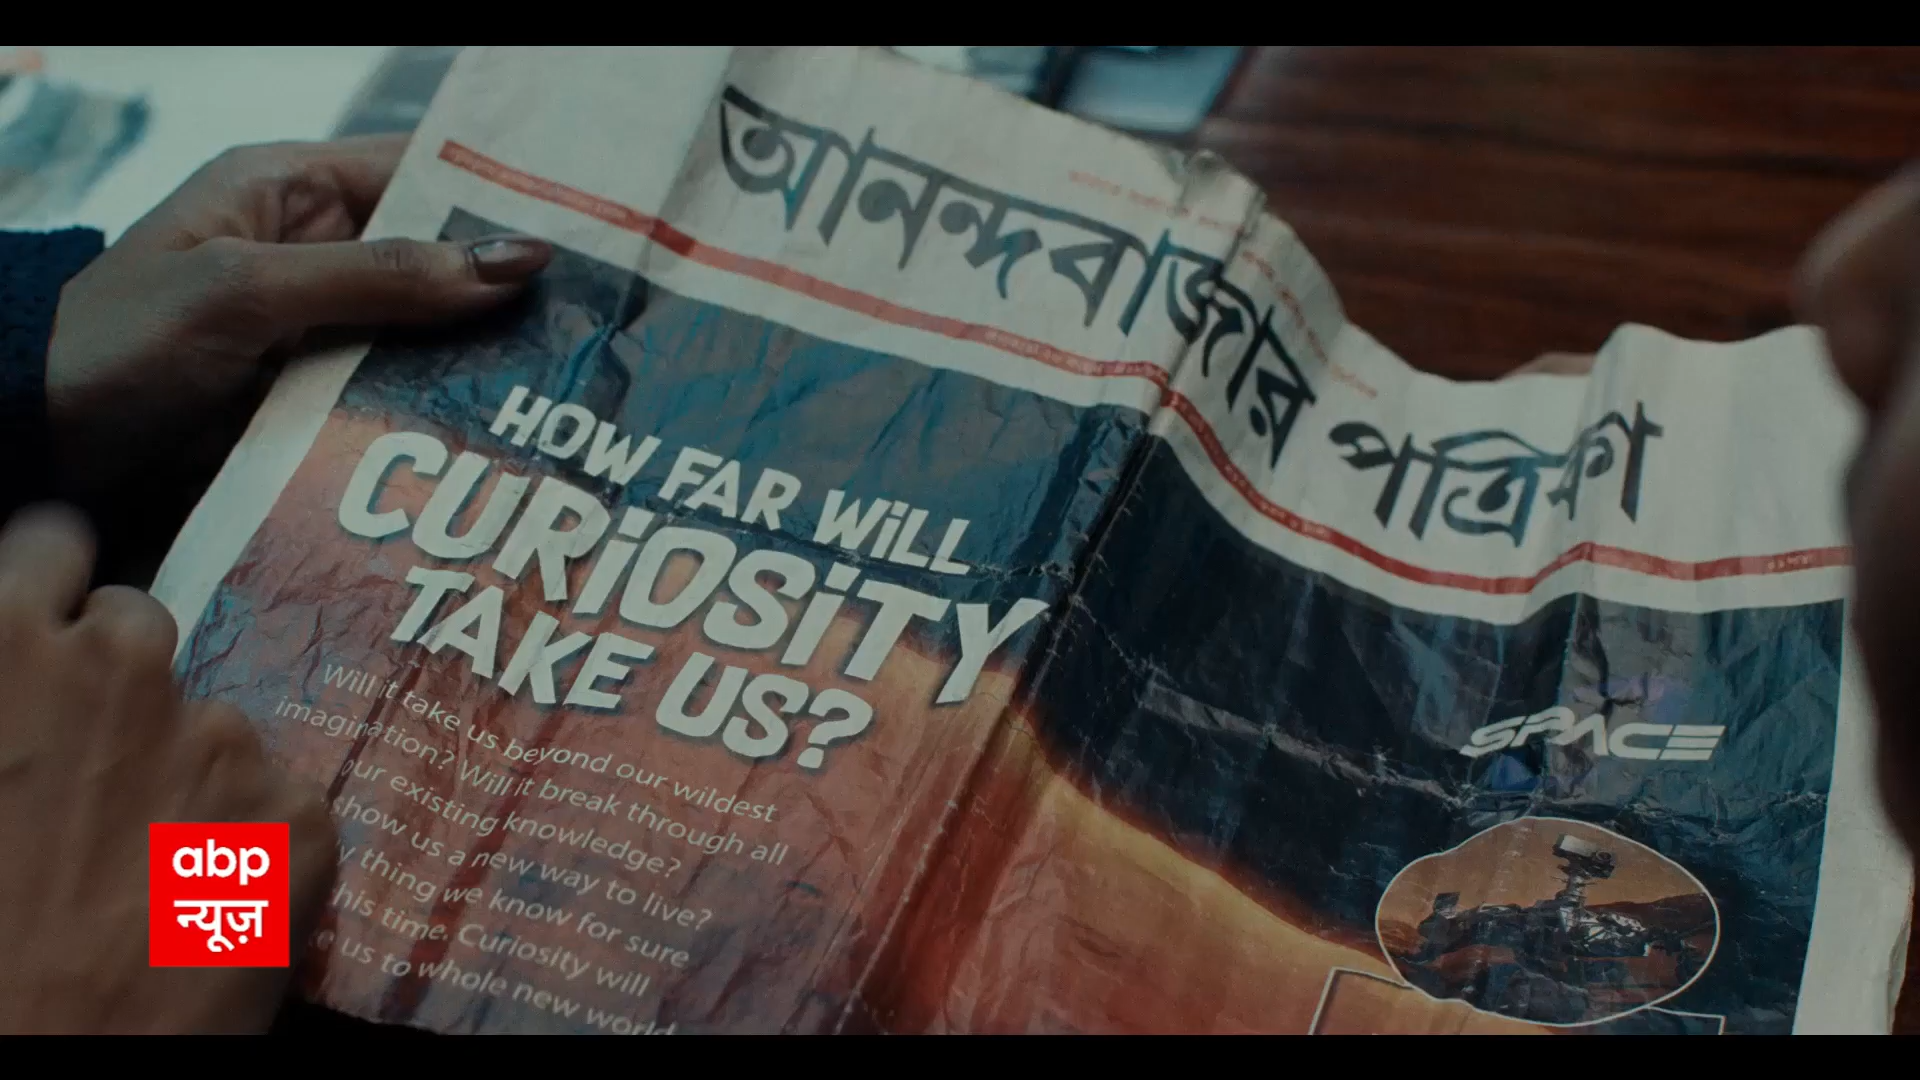 আনন্দবাজার পত্রিকা
HOW FAR WiLL
CURiOSiTY
TAKE US?
Will it take us beyond our wildest
imagination? Will it break through all
our existing knowledge?
show us a new way to live?
thing we know for sure
his time. Curiosity will
us to whole new world
SPACE
abp
न्यूज़